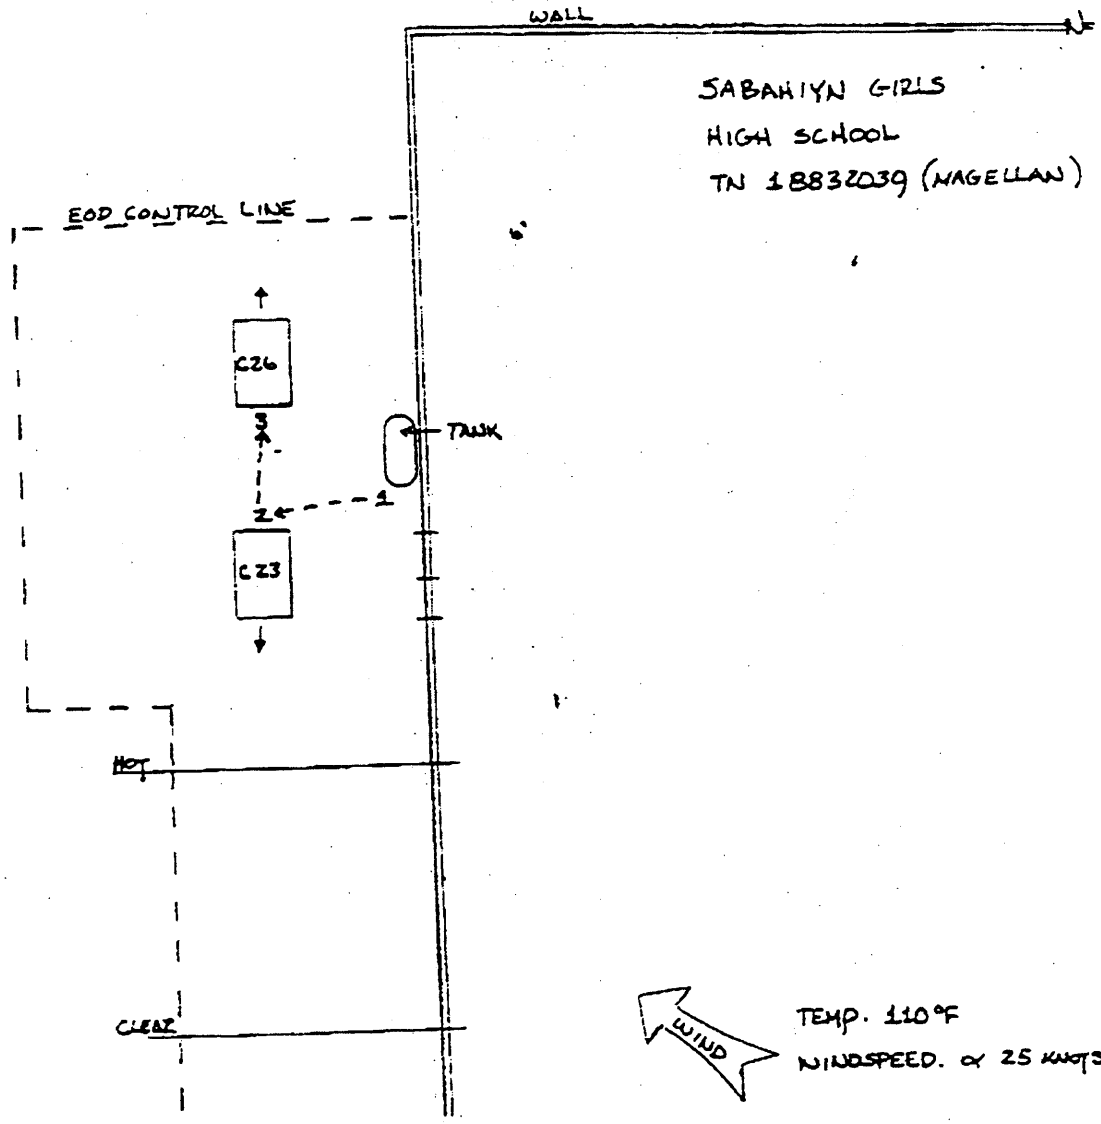 WALL
SABAHIYN GIRLS
HIGH SCHOOL
TN 18832039 (MAGELLAN)
EOD CONTROL LINE
C26
3
TANK
1
2
C23
HOT
CLEAR
WIND
TEMP. 110°F
WINDSPEED. ∝ 25 KNOTS